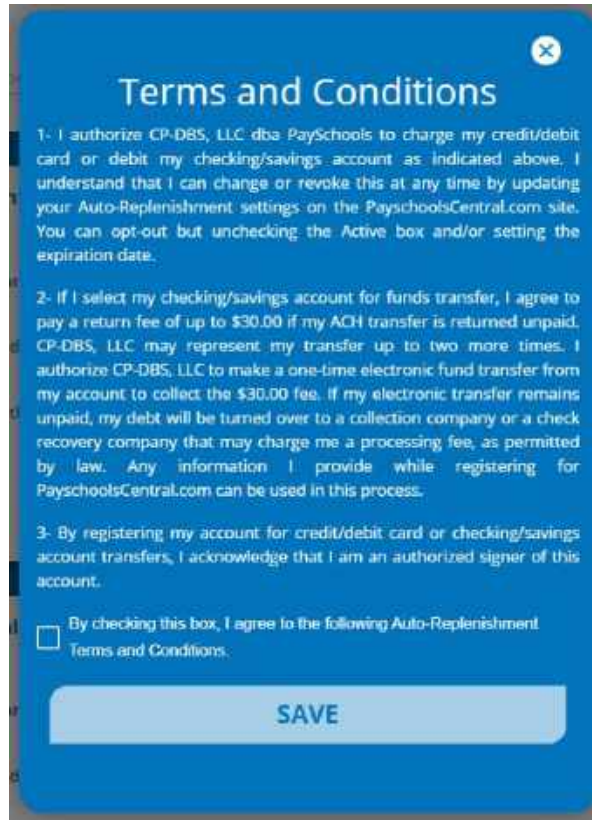 Terms and Conditions
1- I authorize CP-DBS, LLC dba PaySchools to charge my credit/debit
card or debit my checking/savings account as indicated above. I
understand that I can change or revoke this at any time by updating
your Auto-Replenishment settings on the PayschoolsCentral.com site.
You can opt-out but unchecking the Active box and/or setting the
expiration date.
2- If I select my checking/savings account for funds transfer, I agree to
pay a return fee of up to $30.00 if my ACH transfer is returned unpaid.
CP-DBS, LLC may represent my transfer up to two more times. I
authorize CP-DBS, LLC to make a one-time electronic fund transfer from
my account to collect the $30.00 fee. If my electronic transfer remains
unpaid, my debt will be turned over to a collection company or a check
recovery company that may charge me a processing fee, as permitted
by law. Any information I provide while registering for
PayschoolsCentral.com can be used in this process.
3- By registering my account for credit/debit card or checking/savings
account transfers, I acknowledge that I am an authorized signer of this
account.
By checking this box, I agree to the following Auto-Replenishment
Terms and Conditions.
SAVE